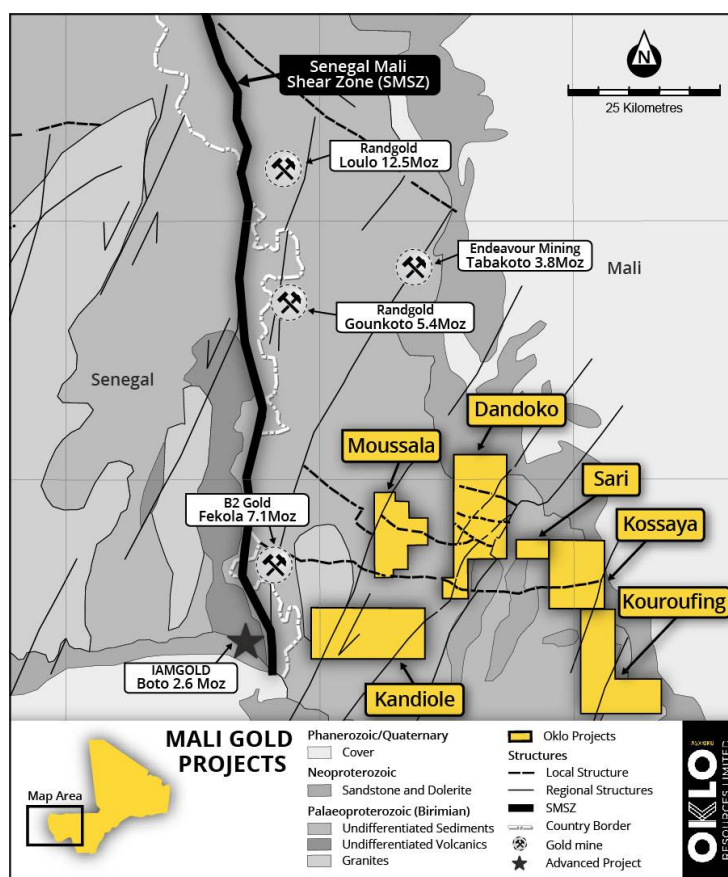 Senegal Mali
Shear Zone (SMSZ)
N
25 Kilometres
Randgold
Loulo 12.5Moz
Endeavour Mining
Tabakoto 3.8Moz
Mali
Randgold
Gounkoto 5.4Moz
Senegal
Dandoko
Moussala
Sari
B2 Gold
Fekola 7.1Moz
Kossaya
Kouroufing
IAMGOLD
Boto 2.6 Moz
Kandiole
MALI GOLD
PROJECTS
Map Area
Phanerozoic/Quaternary
Cover
Neoproterozoic
Sandstone and Dolerite
Palaeoproterozoic (Birimian)
Undifferentiated Sediments
Undifferentiated Volcanics
Granites
Oklo Projects
Structures
Local Structure
Regional Structures
SMSZ
Country Border
Gold mine
Advanced Project
ASX:OKU
OKLO
RESOURCES LIMITED